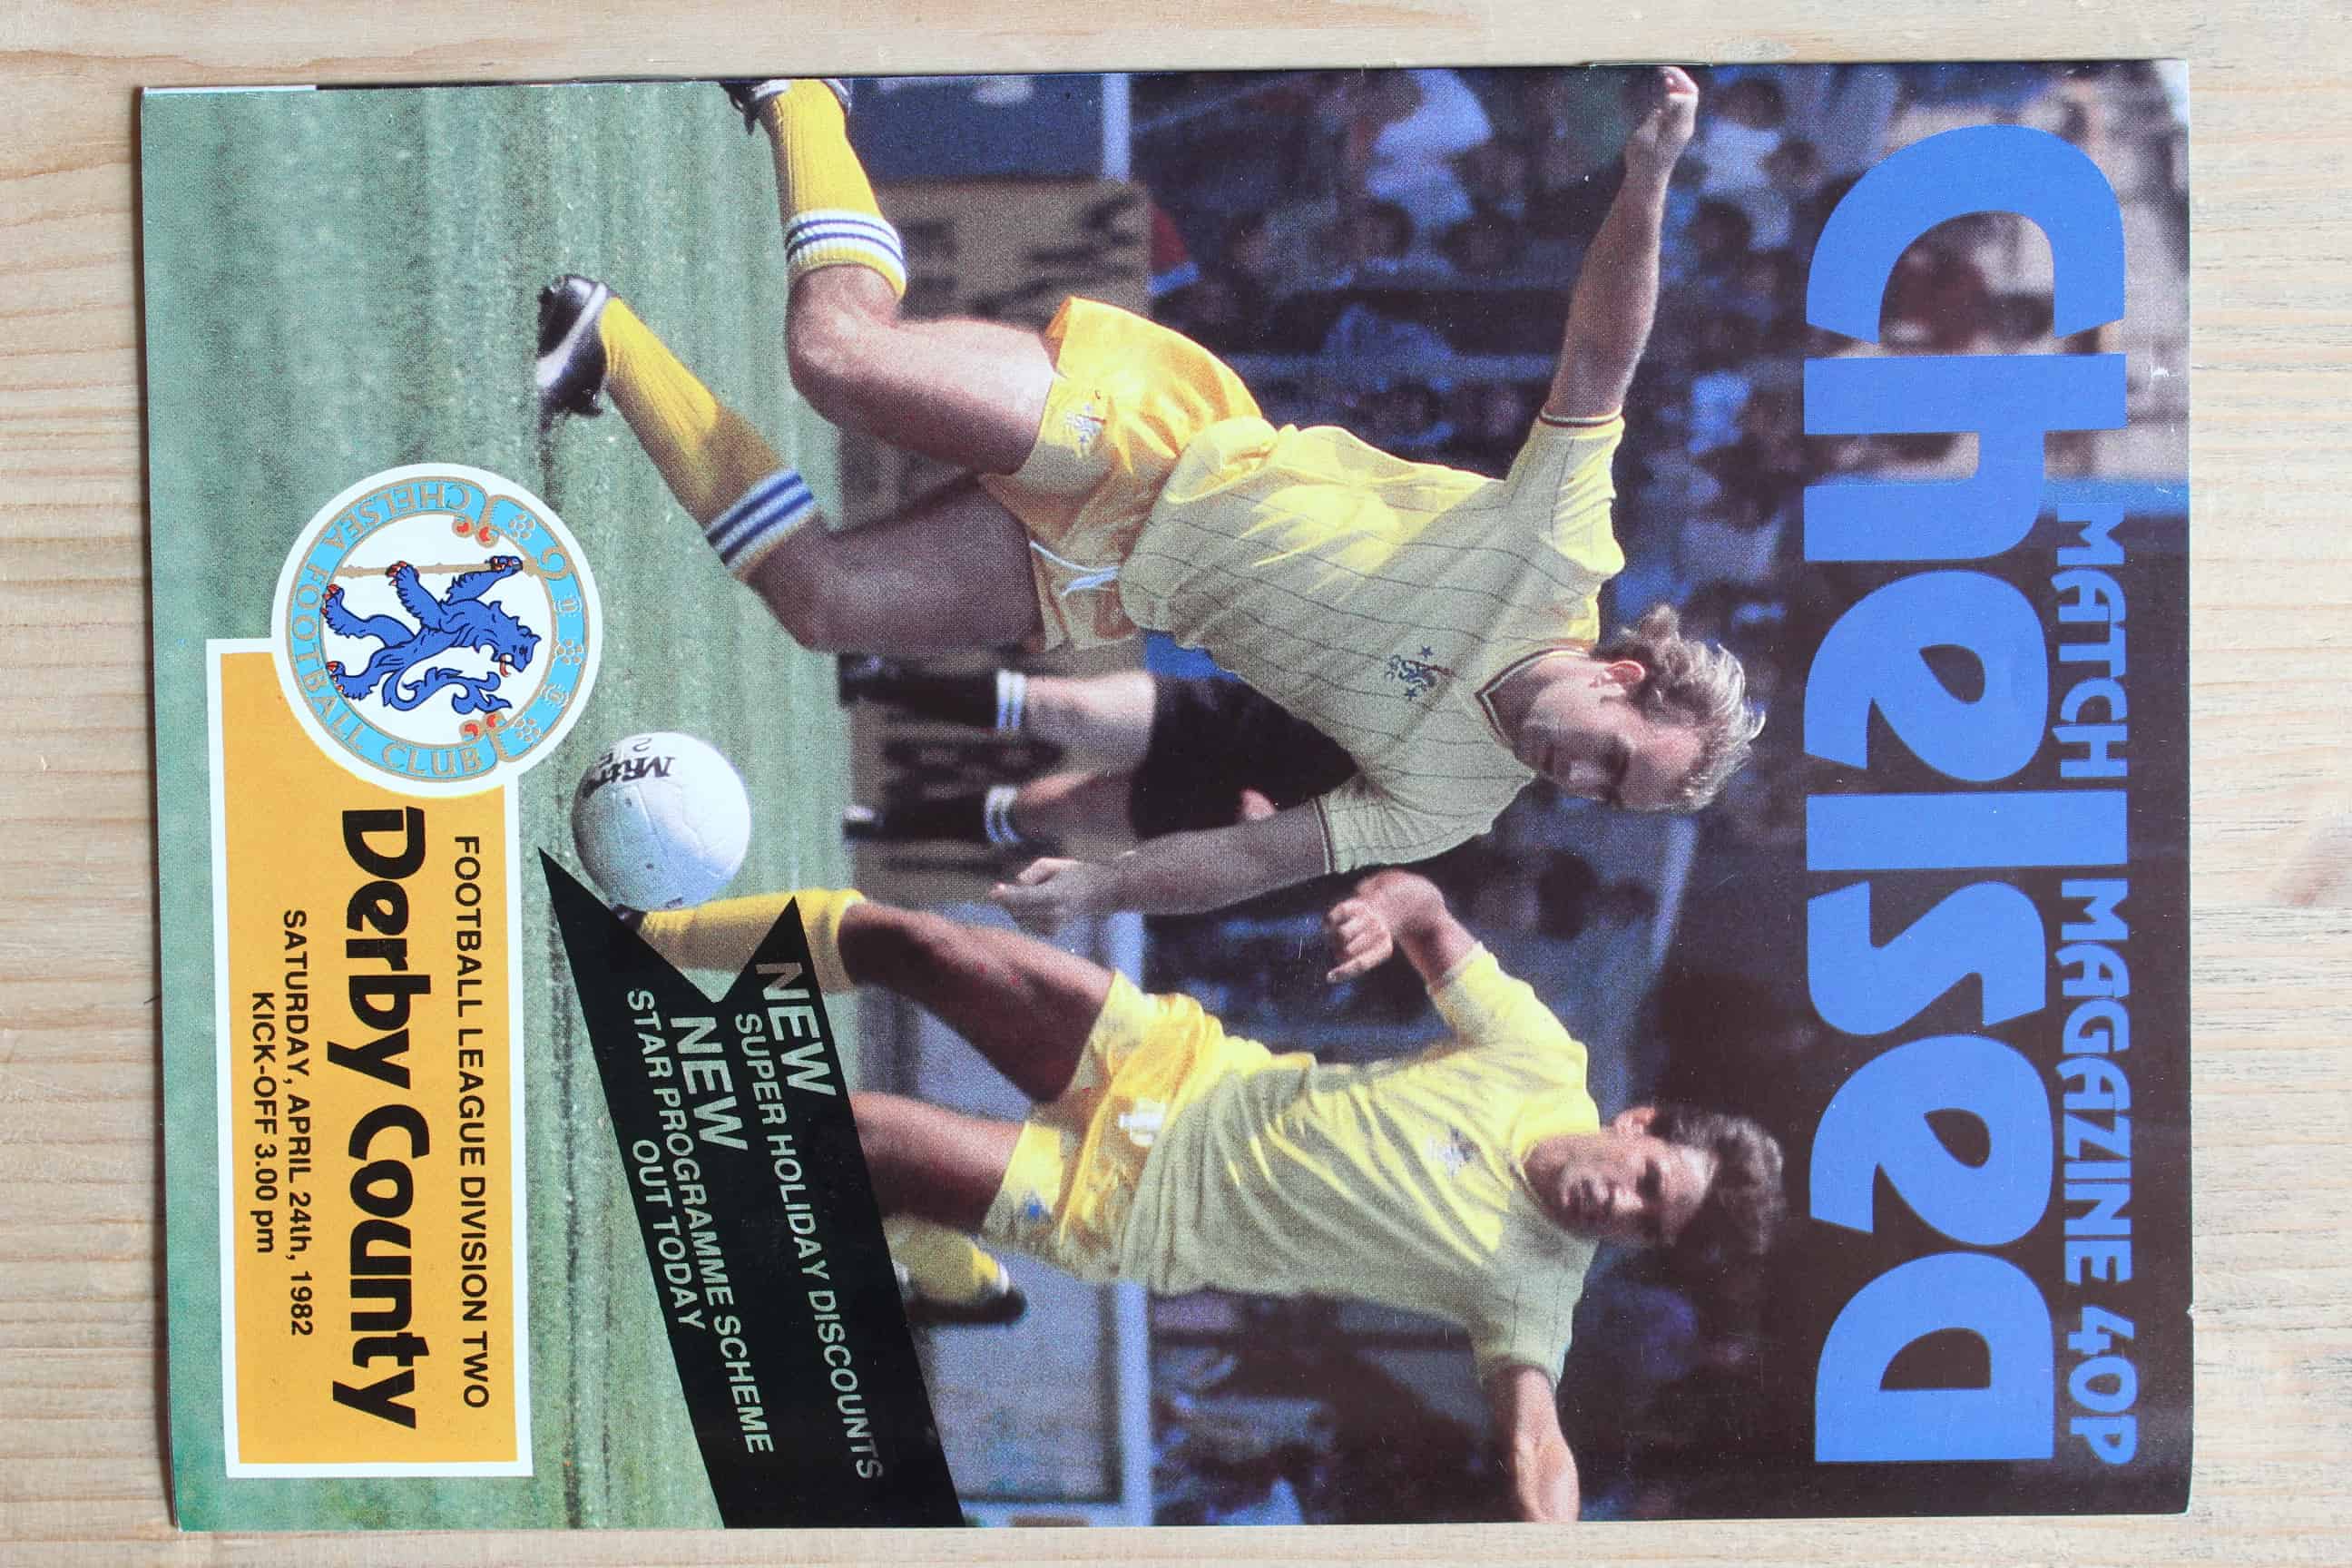 MATCH MAGAZINE 40P
Chelsea
NEW
SUPER HOLIDAY DISCOUNTS
NEW
STAR PROGRAMME SCHEME
OUT TODAY
CHELSEA FOOTBALL CLUB
FOOTBALL LEAGUE DIVISION TWO
Derby County
SATURDAY, APRIL 24th, 1982
KICK-OFF 3.00 pm